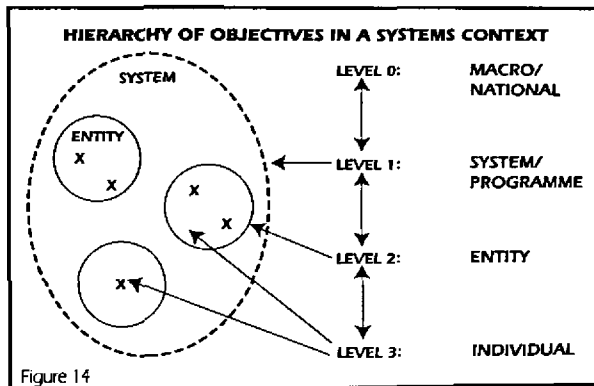 HIERARCHY OF OBJECTIVES IN A SYSTEMS CONTEXT
SYSTEM
LEVEL 0: MACRO/
NATIONAL
ENTITY
X
X
LEVEL 1: SYSTEM/
PROGRAMME
X
X
LEVEL 2: ENTITY
X
LEVEL 3: INDIVIDUAL
Figure 14